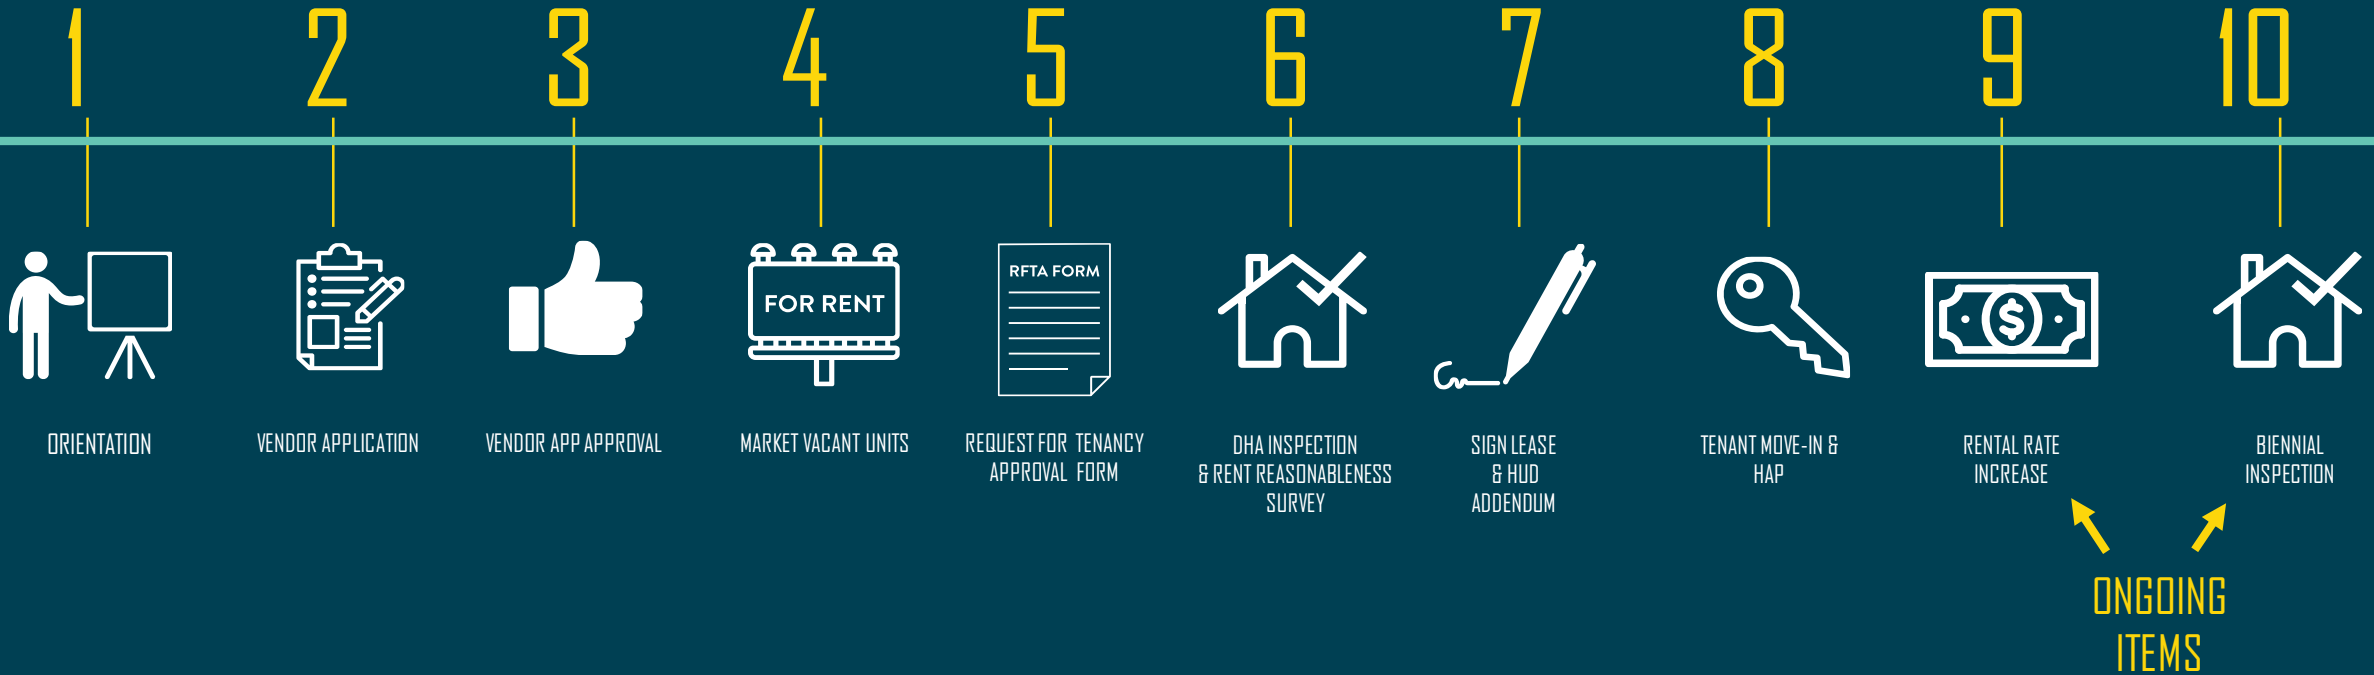 1
2
3
4
5
6
7
8
9
10
FOR RENT
RFTA FORM
$
ORIENTATION
VENDOR APPLICATION
VENDOR APP APPROVAL
MARKET VACANT UNITS
REQUEST FOR TENANCY
APPROVAL FORM
DHA INSPECTION
& RENT REASONABLENESS
SURVEY
SIGN LEASE
& HUD
ADDENDUM
TENANT MOVE-IN &
HAP
RENTAL RATE
INCREASE
BIENNIAL
INSPECTION
ONGOING
ITEMS